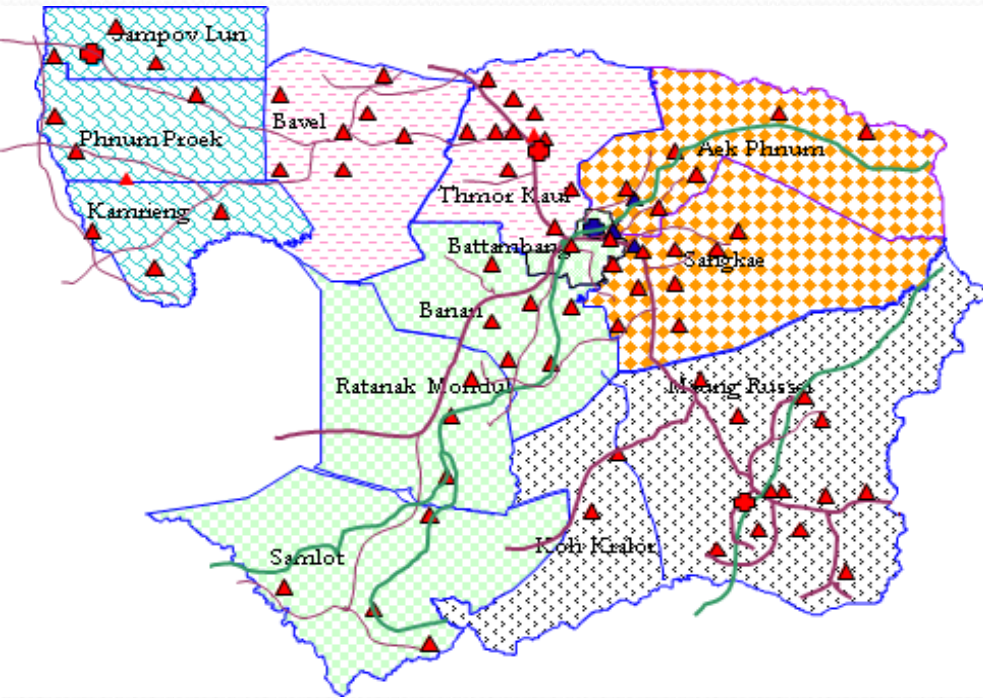 Sampov Lun
Bavel
Phnum Proek
Aek Phnum
Thmor Kaul
Kamrieng
Battambang
Sangkae
Banan
Ratanak Mondul
Moung Russei
Koh Kralor
Samlot